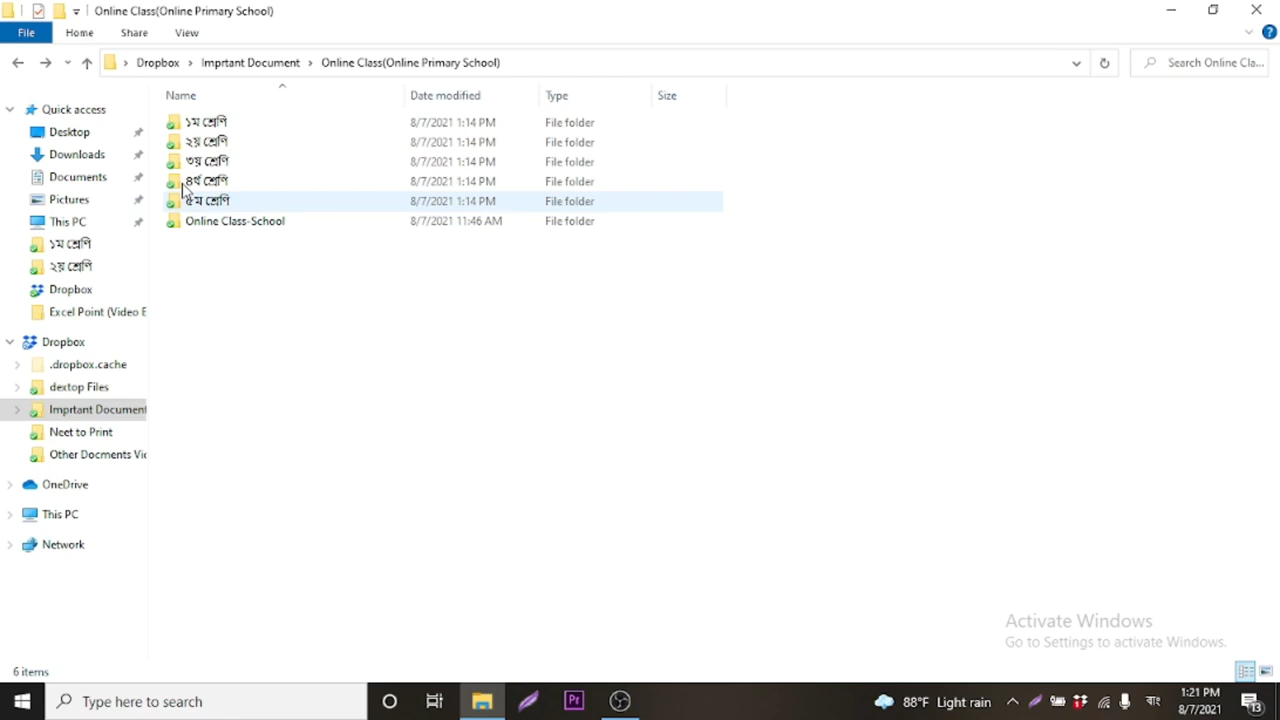 Online Class(Online Primary School)
File Home Share View
Dropbox Imprtant Document Online Class(Online Primary School) Search Online Cla...
Name Date modified Type Size
Quick access
Desktop
Downloads
Documents
Pictures
This PC
১ম শ্রেণি
২য় শ্রেণি
Dropbox
Excel Point (Video E
Dropbox
.dropbox.cache
dextop Files
Imprtant Document
Neet to Print
Other Docments Vi
OneDrive
This PC
Network
১ম শ্রেণি 8/7/2021 1:14 PM File folder
২য় শ্রেণি 8/7/2021 1:14 PM File folder
৩য় শ্রেণি 8/7/2021 1:14 PM File folder
৪র্থ শ্রেণি 8/7/2021 1:14 PM File folder
৫ম শ্রেণি 8/7/2021 1:14 PM File folder
Online Class-School 8/7/2021 11:46 AM File folder
Activate Windows
Go to Settings to activate Windows.
6 items
Type here to search Pr 88°F Light rain বাং 1:21 PM
8/7/2021 13